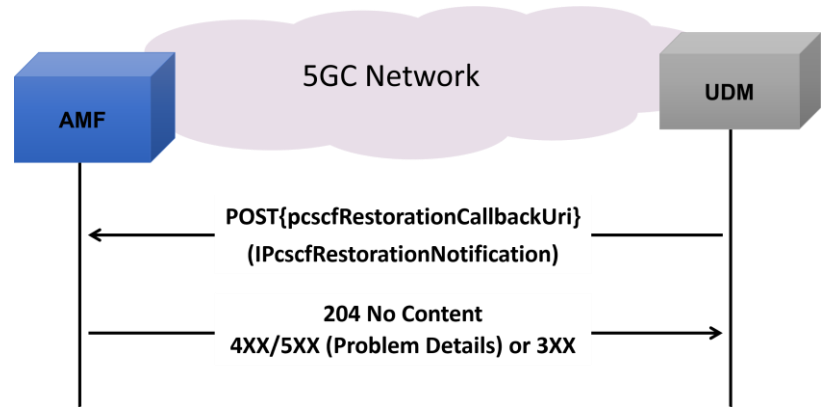 5GC Network
AMF
UDM
POST{pcscfRestorationCallbackUri}
(IPcscfRestorationNotification)
204 No Content
4XX/5XX (Problem Details) or 3XX